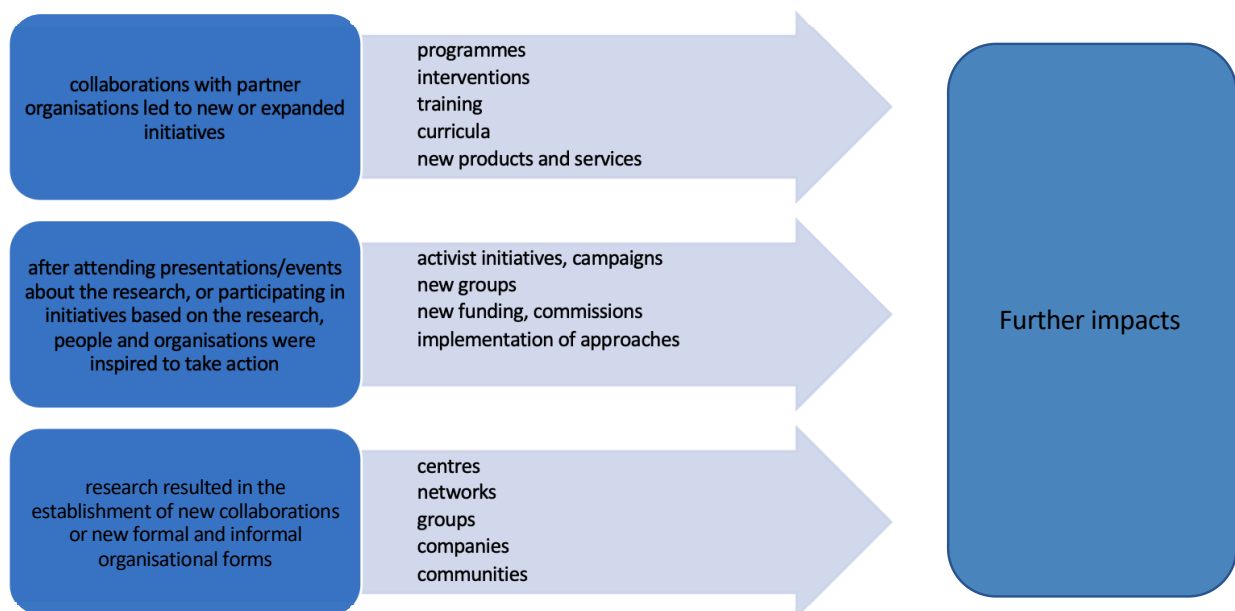 collaborations with partner
organisations led to new or expanded
initiatives
programmes
interventions
training
curricula
new products and services
after attending presentations/events
about the research, or participating in
initiatives based on the research,
people and organisations were
inspired to take action
activist initiatives, campaigns
new groups
new funding, commissions
implementation of approaches
research resulted in the
establishment of new collaborations
or new formal and informal
organisational forms
centres
networks
groups
companies
communities
Further impacts